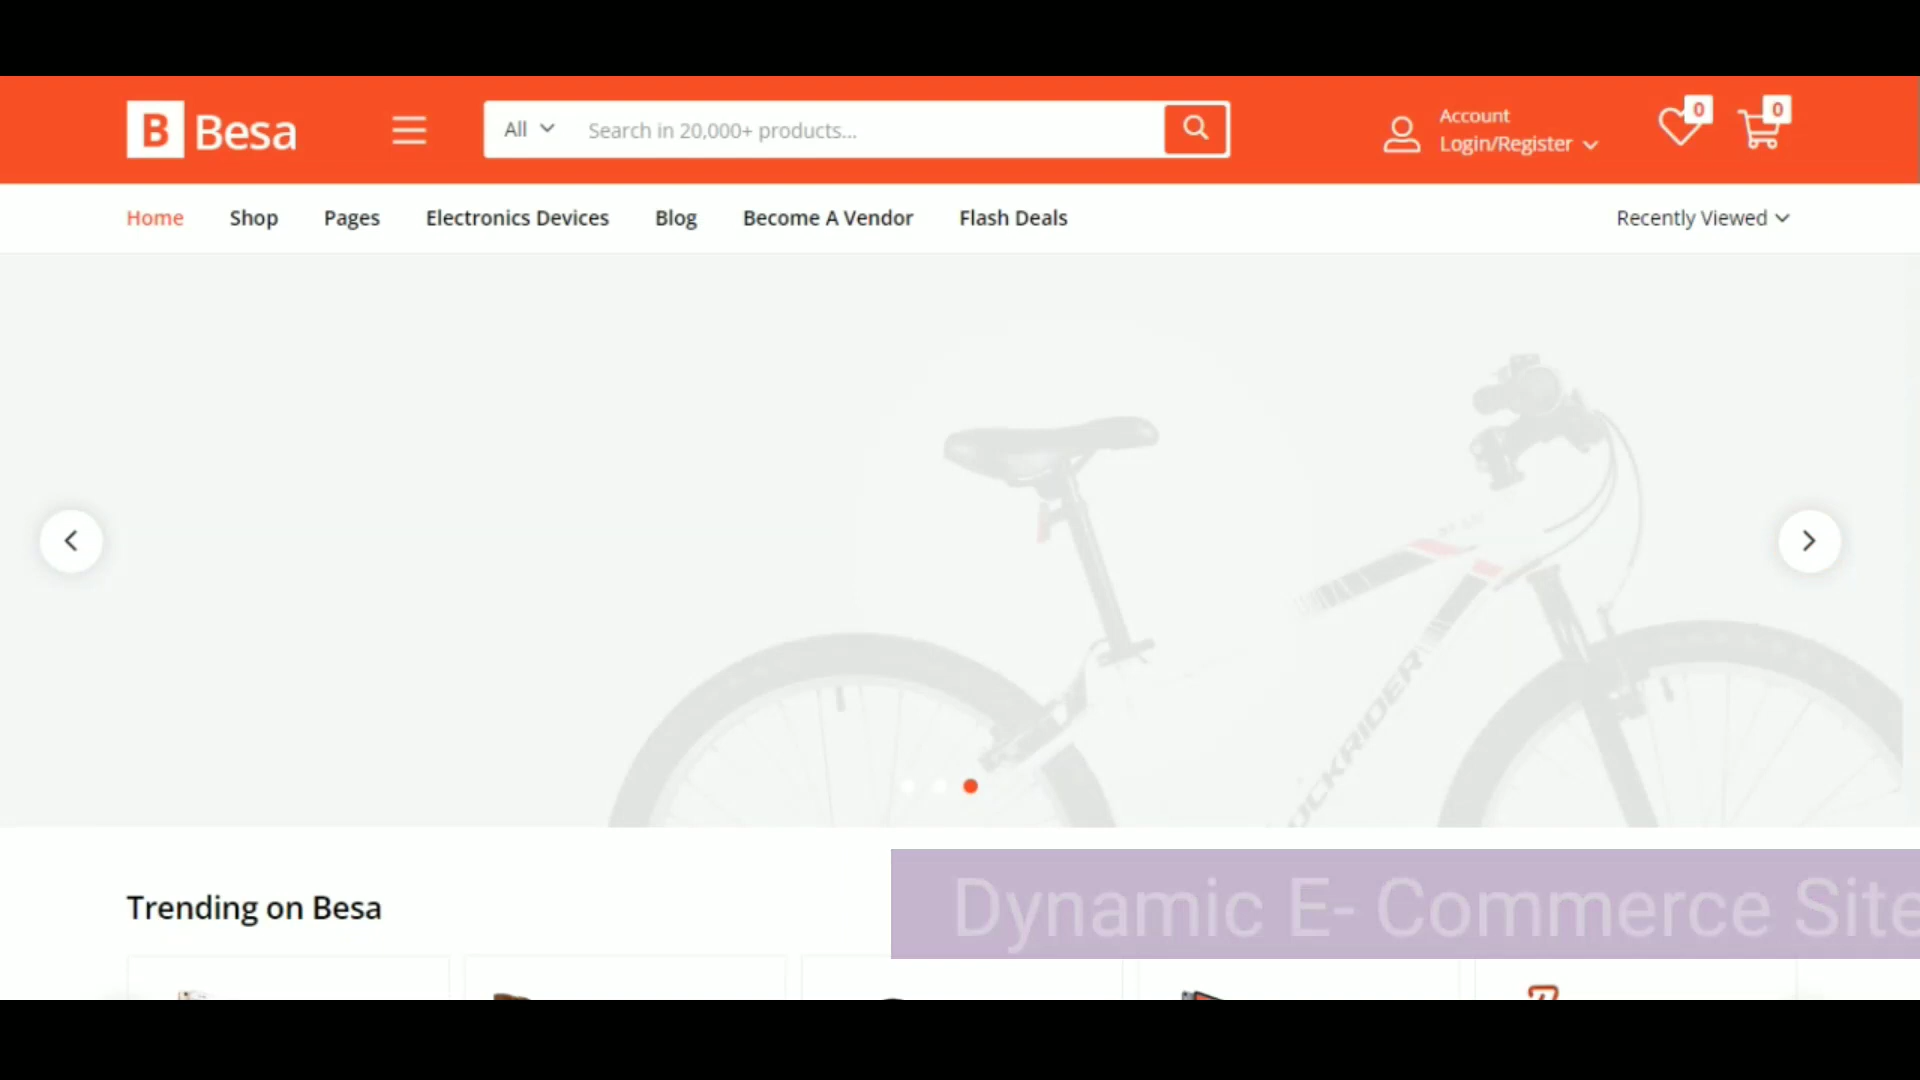 B Besa
All
Search in 20,000+ products...
Account
Login/Register
0
0
Home
Shop
Pages
Electronics Devices
Blog
Become A Vendor
Flash Deals
Recently Viewed
OCKRIDER
Trending on Besa
Dynamic E- Commerce Site